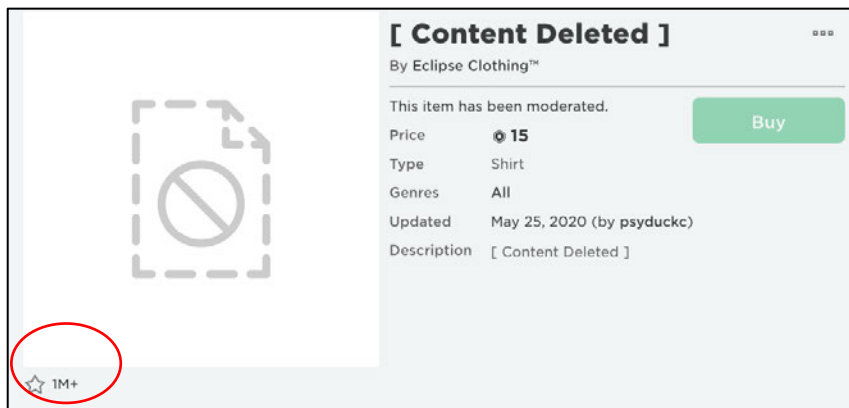 [ Content Deleted ]
By Eclipse Clothing™
This item has been moderated.
Buy
Price 15
Type Shirt
Genres All
Updated May 25, 2020 (by psyduckc)
Description [ Content Deleted ]
1M+